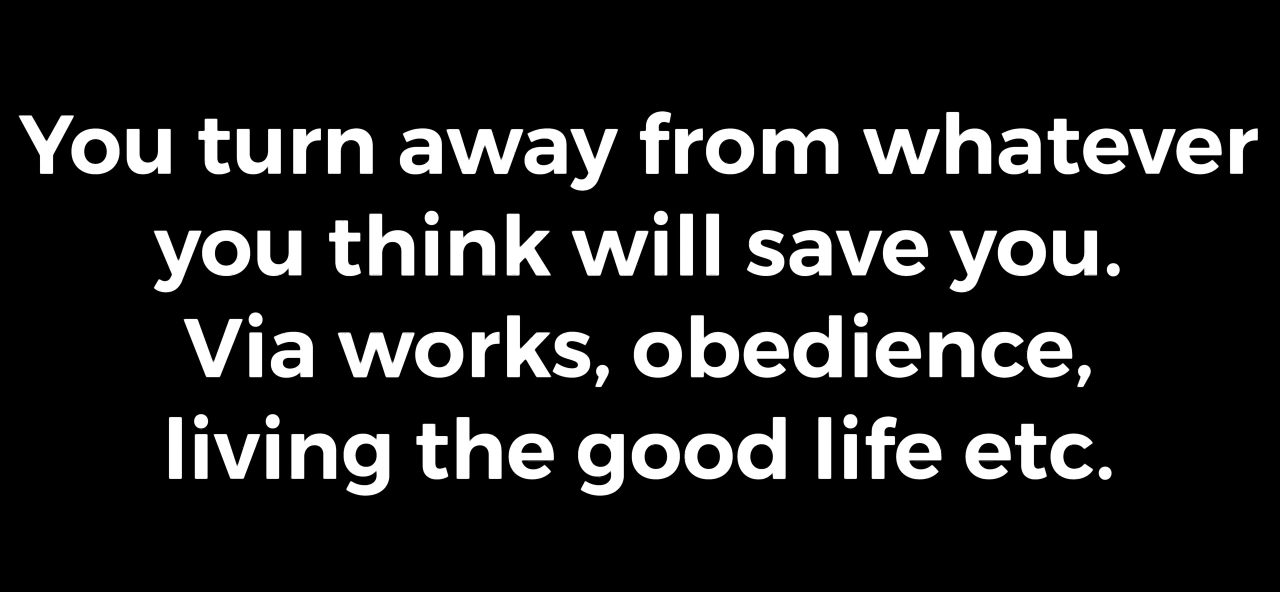 You turn away from whatever
you think will save you.
Via works, obedience,
living the good life etc.